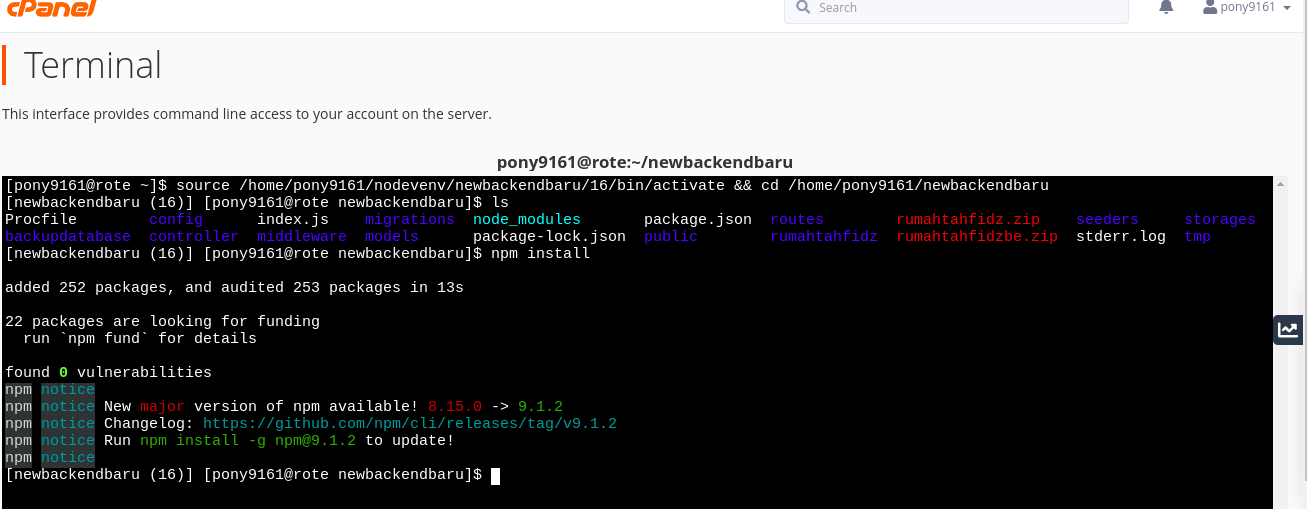 cPanel
Search
pony9161
Terminal
This interface provides command line access to your account on the server.
pony9161@rote:~/newbackendbaru
[pony9161@rote ~]$ source /home/pony9161/nodevenv/newbackendbaru/16/bin/activate && cd /home/pony9161/newbackendbaru
[newbackendbaru (16)] [pony9161@rote newbackendbaru]$ ls
Procfile config index.js migrations node_modules package.json routes rumahtahfidz.zip seeders storages
backupdatabase controller middleware models package-lock.json public rumahtahfidz rumahtahfidzbe.zip stderr.log tmp
[newbackendbaru (16)] [pony9161@rote newbackendbaru]$ npm install
added 252 packages, and audited 253 packages in 13s
22 packages are looking for funding
run `npm fund` for details
found 0 vulnerabilities
npm notice
npm notice New major version of npm available! 8.15.0 -> 9.1.2
npm notice Changelog: https://github.com/npm/cli/releases/tag/v9.1.2
npm notice Run npm install -g npm@9.1.2 to update!
npm notice
[newbackendbaru (16)] [pony9161@rote newbackendbaru]$